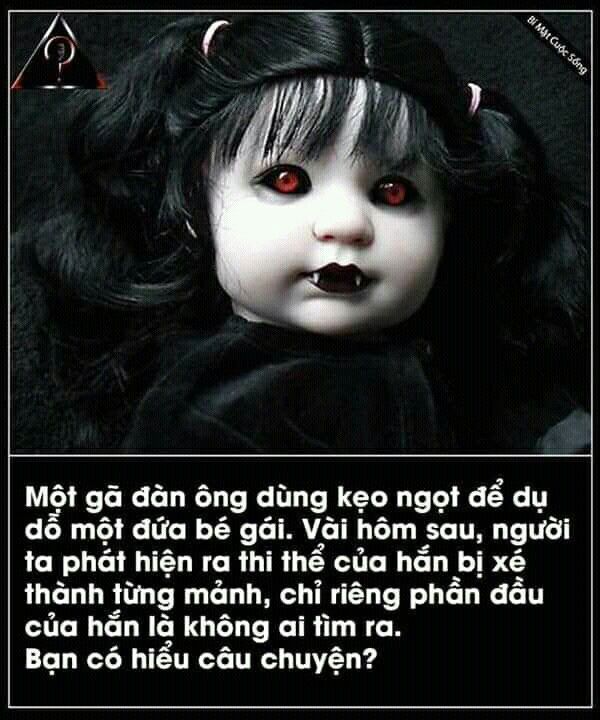 Bí Mật Cuộc Sống
Một gã đàn ông dùng kẹo ngọt để dụ
dỗ một đứa bé gái. Vài hôm sau, người
ta phát hiện ra thi thể của hắn bị xé
thành từng mảnh, chỉ riêng phần đầu
của hắn là không ai tìm ra.
Bạn có hiểu câu chuyện?